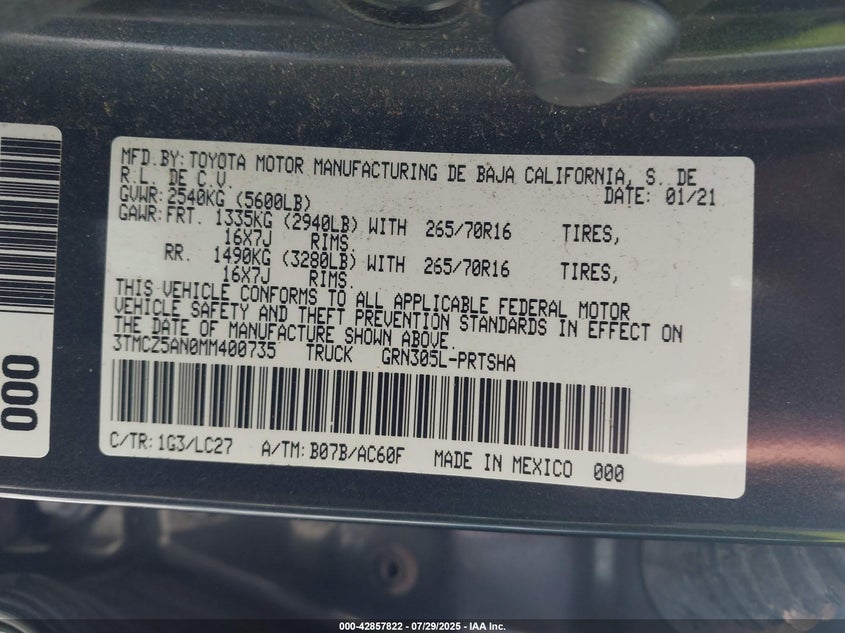 MFD.BY:TOYOTA MOTOR MANUFACTURING DE BAJA CALIFORNIA, S. DE
R.L. DE C.V. DATE: 01/21
GVWR:2540KG (5600LB)
GAWR:FRT. 1335KG (2940LB) WITH 265/70R16 TIRES,
16X7J RIMS.
RR. 1490KG (3280LB) WITH 265/70R16 TIRES,
16X7J RIMS.
THIS VEHICLE CONFORMS TO ALL APPLICABLE FEDERAL MOTOR
VEHICLE SAFETY AND THEFT PREVENTION STANDARDS IN EFFECT ON
THE DATE OF MANUFACTURE SHOWN ABOVE.
3TMCZ5AN0MM400735 TRUCK GRN305L-PRTSHA
C/TR:1G3/LC27 A/TM:B07B/AC60F MADE IN MEXICO 000
000
000-42857822 / 07/29/2025 - IAA Inc.